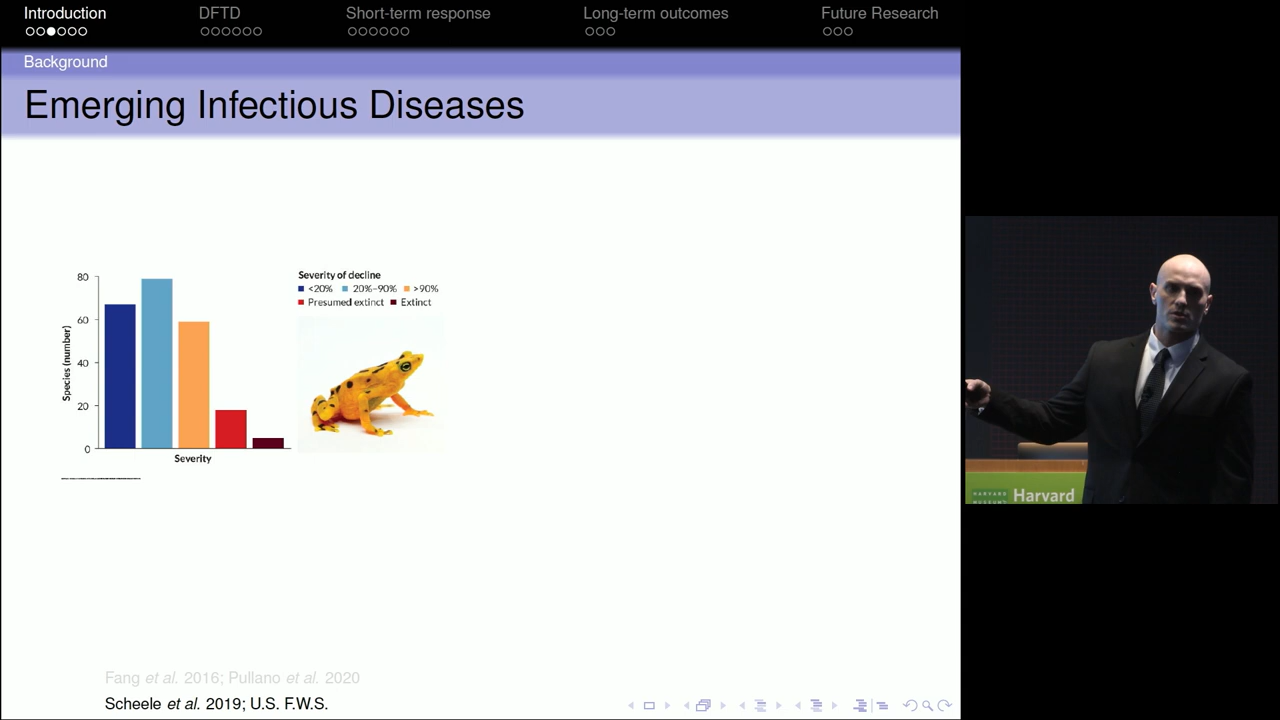 Introduction DFTD Short-term response Long-term outcomes Future Research
Background
Emerging Infectious Diseases
Severity of decline
<20% 20%–90% >90%
Presumed extinct Extinct
80
60
40
20
0
Species (number)
Severity
HARVARD
Harvard
Fang et al. 2016; Pullano et al. 2020
Scheele et al. 2019; U.S. F.W.S.